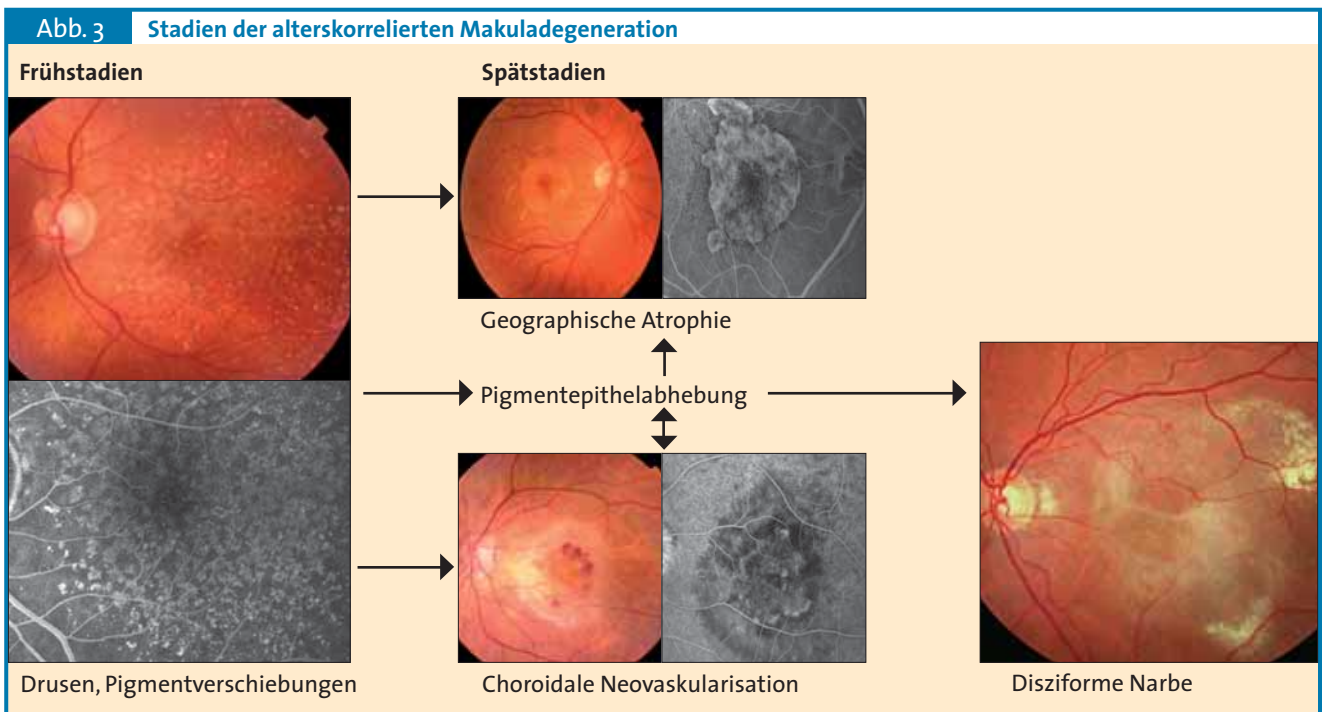 Abb. 3 Stadien der alterskorrelierten Makuladegeneration
Frühstadien
Spätstadien
Geographische Atrophie
Pigmentepithelabhebung
Drusen, Pigmentverschiebungen
Choroidale Neovaskularisation
Disziforme Narbe